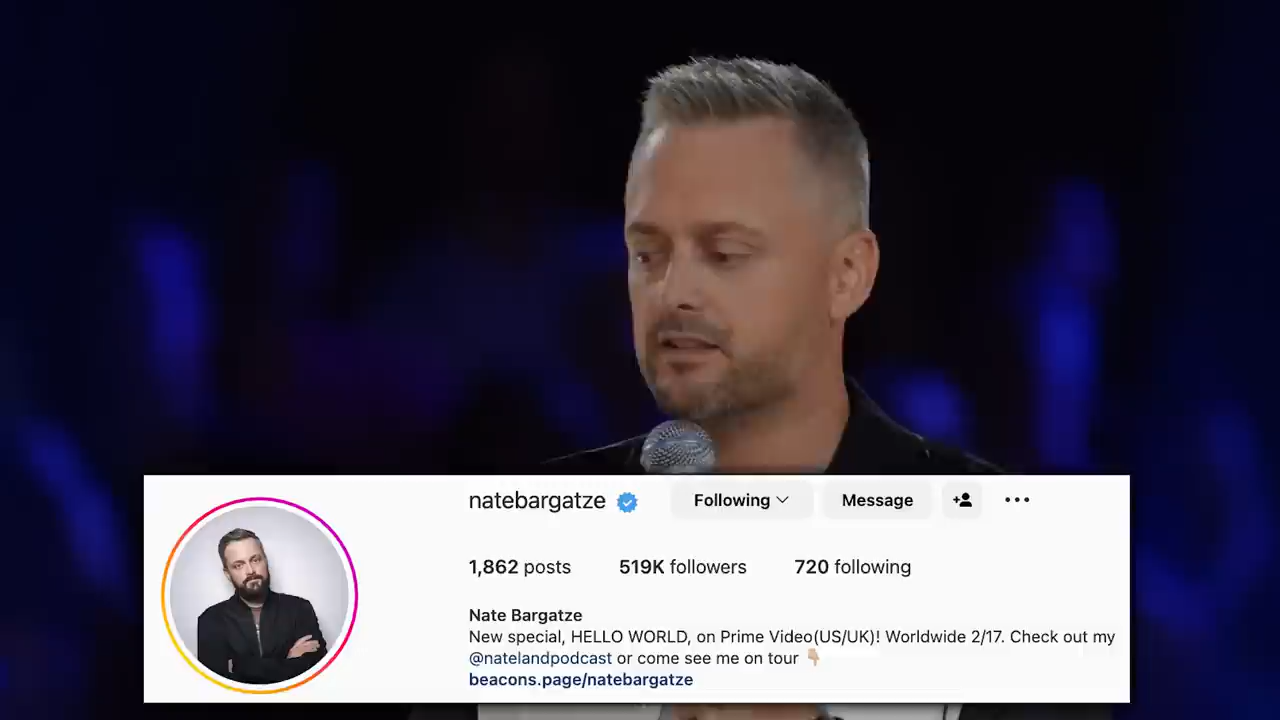 natebargatze
Following
Message
1,862 posts
519K followers
720 following
Nate Bargatze
New special, HELLO WORLD, on Prime Video(US/UK)! Worldwide 2/17. Check out my
@natelandpodcast or come see me on tour 👇🏼
beacons.page/natebargatze